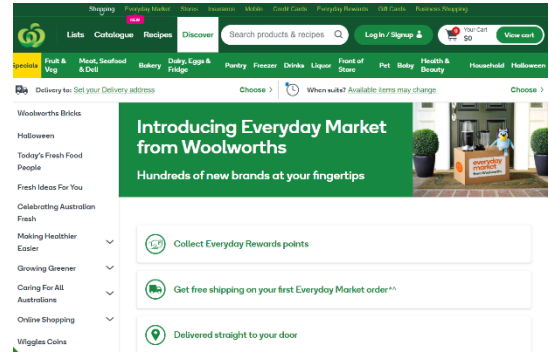 Shopping Everyday Market Stores Insurance Mobile Credit Cards Everyday Rewards Gift Cards Business Shopping
NEW
Lists Catalogue Recipes Discover Search products & recipes Log in / Signup 0 Your Cart $0 View cart
Specials Fruit & Veg Meat, Seafood & Deli Bakery Dairy, Eggs & Fridge Pantry Freezer Drinks Liquor Front of Store Pet Baby Health & Beauty Household Halloween
Delivery to: Set your Delivery address Choose > When suits? Available items may change Choose >
Woolworths Bricks
Halloween
Today's Fresh Food
People
Fresh Ideas For You
Celebrating Australian
Fresh
Making Healthier
Easier
Growing Greener
Caring For All
Australians
Online Shopping
Wiggles Coins
Introducing Everyday Market
from Woolworths
Hundreds of new brands at your fingertips
everyday
market
from Woolworths
Collect Everyday Rewards points
Get free shipping on your first Everyday Market order*^
Delivered straight to your door